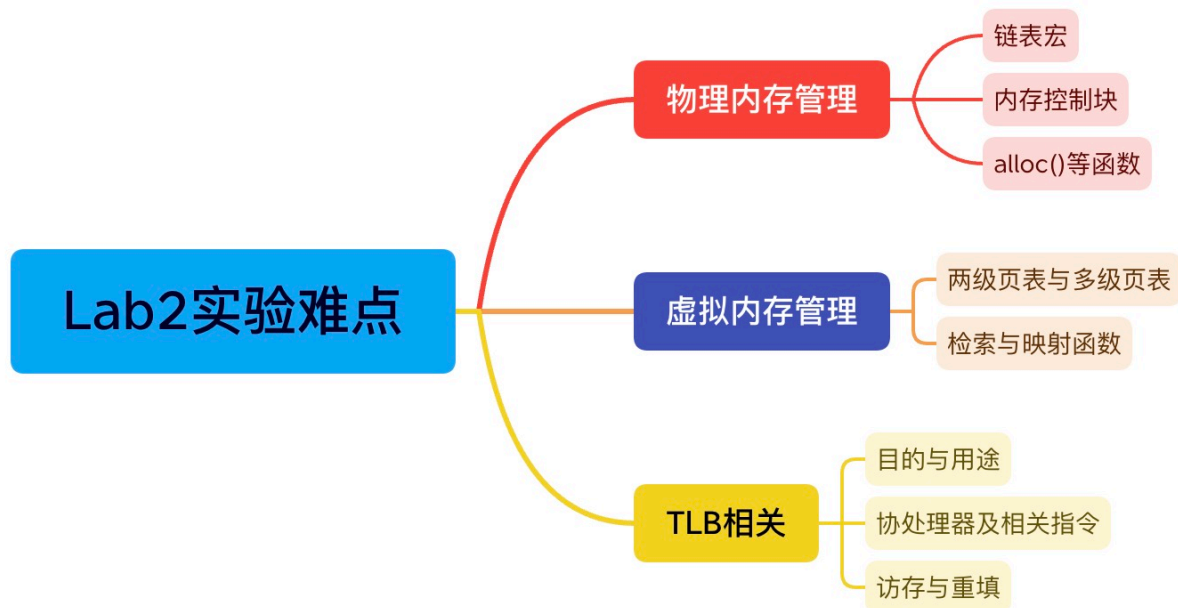 Lab2实验难点
物理内存管理
链表宏
内存控制块
alloc()等函数
虚拟内存管理
两级页表与多级页表
检索与映射函数
TLB相关
目的与用途
协处理器及相关指令
访存与重填